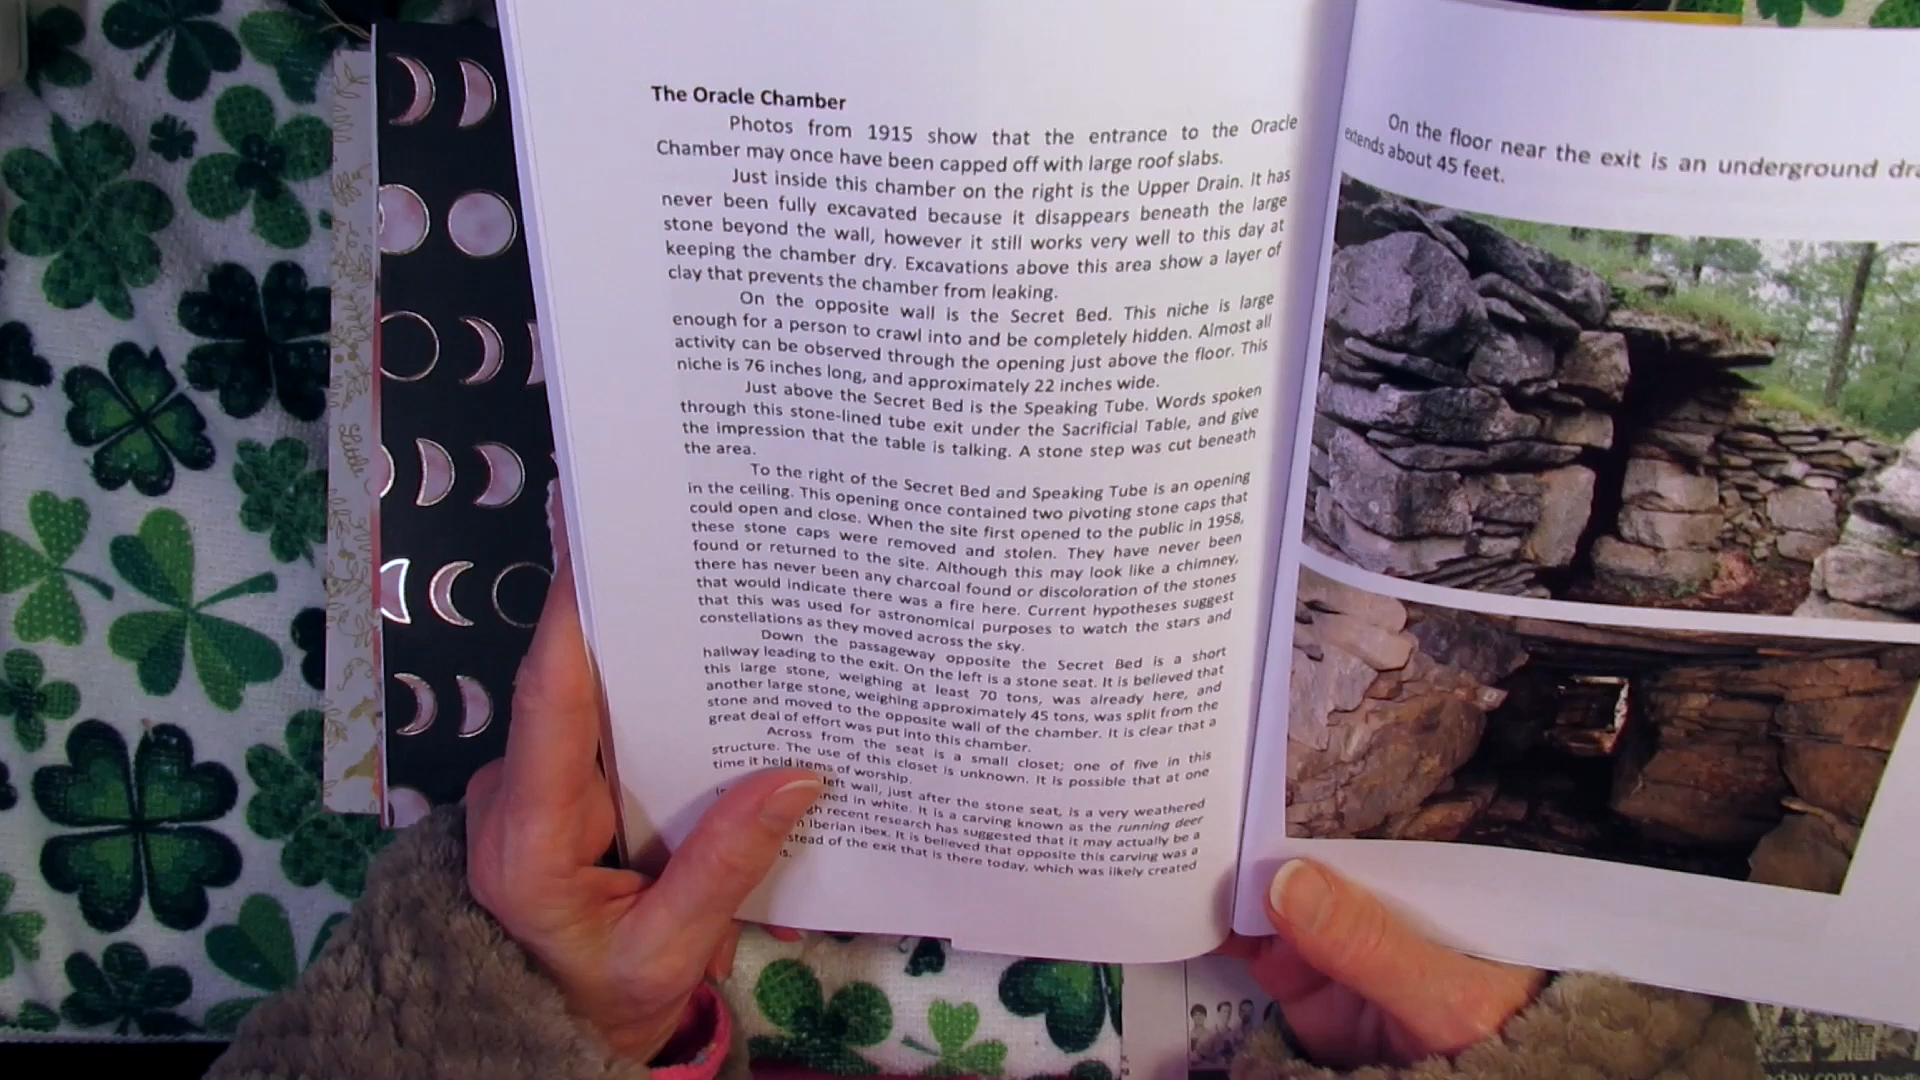 The Oracle Chamber
Photos from 1915 show that the entrance to the Oracle
Chamber may once have been capped off with large roof slabs.
Just inside this chamber on the right is the Upper Drain. It has
never been fully excavated because it disappears beneath the large
stone beyond the wall, however it still works very well to this day at
keeping the chamber dry. Excavations above this area show a layer of
clay that prevents the chamber from leaking.
On the opposite wall is the Secret Bed. This niche is large
enough for a person to crawl into and be completely hidden. Almost all
activity can be observed through the opening just above the floor. This
niche is 76 inches long, and approximately 22 inches wide.
Just above the Secret Bed is the Speaking Tube. Words spoken
through this stone-lined tube exit under the Sacrificial Table, and give
the impression that the table is talking. A stone step was cut beneath
the area.
To the right of the Secret Bed and Speaking Tube is an opening
in the ceiling. This opening once contained two pivoting stone caps that
could open and close. When the site first opened to the public in 1958,
these stone caps were removed and stolen. They have never been
found or returned to the site. Although this may look like a chimney,
there has never been any charcoal found or discoloration of the stones
that would indicate there was a fire here. Current hypotheses suggest
that this was used for astronomical purposes to watch the stars and
constellations as they moved across the sky.
Down the passageway opposite the Secret Bed is a short
hallway leading to the exit. On the left is a stone seat. It is believed that
this large stone, weighing at least 70 tons, was already here, and
another large stone, weighing approximately 45 tons, was split from the
stone and moved to the opposite wall of the chamber. It is clear that a
great deal of effort was put into this chamber.
Across from the seat is a small closet; one of five in this
structure. The use of this closet is unknown. It is possible that at one
time it held items of worship.
left wall, just after the stone seat, is a very weathered
ned in white. It is a carving known as the running deer
gh recent research has suggested that it may actually be a
n Iberian ibex. It is believed that opposite this carving was a
stead of the exit that is there today, which was likely created
is.
On the floor near the exit is an underground dra
extends about 45 feet.
Little